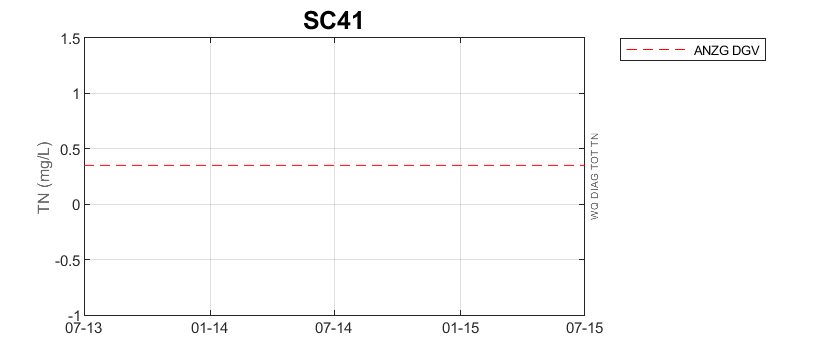 SC41
ANZG DGV
1.5
1
0.5
0
-0.5
-1
TN (mg/L)
WQ DIAG TOT TN
07-13
01-14
07-14
01-15
07-15